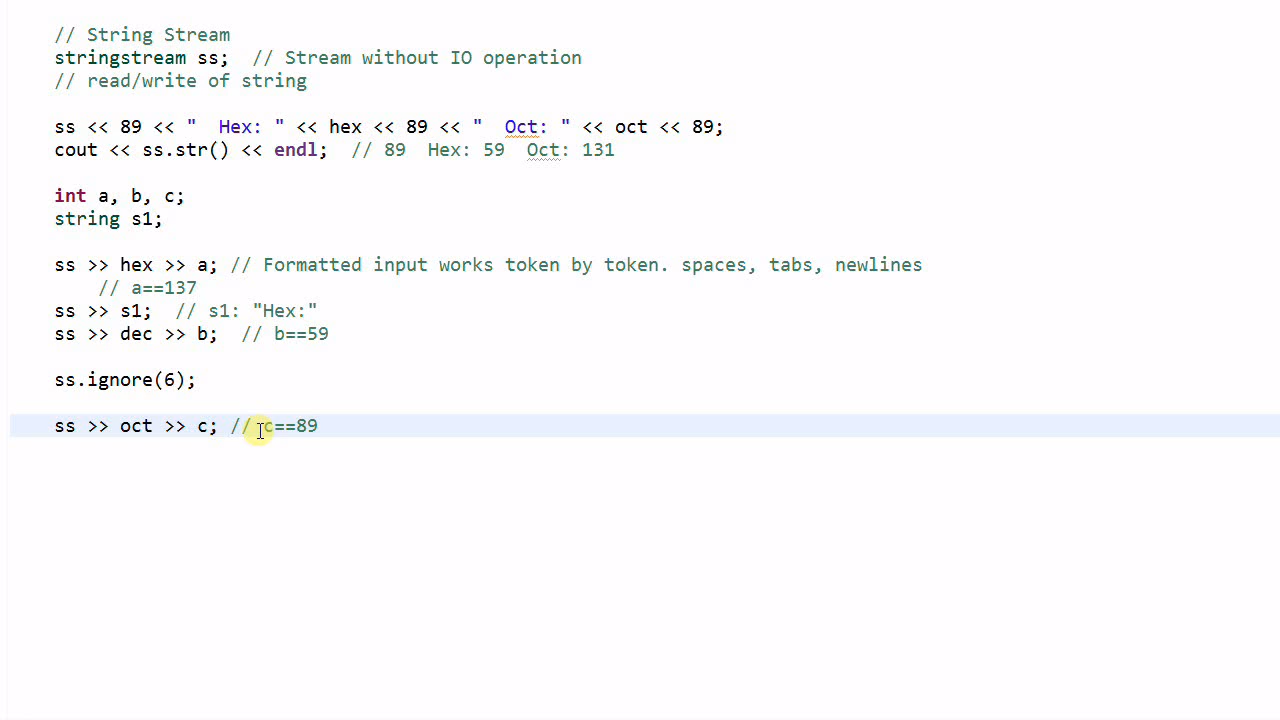 // String Stream
stringstream ss;  // Stream without IO operation
// read/write of string
ss << 89 << "  Hex: " << hex << 89 << "  Oct: " << oct << 89;
cout << ss.str() << endl;  // 89  Hex: 59  Oct: 131
int a, b, c;
string s1;
ss >> hex >> a; // Formatted input works token by token. spaces, tabs, newlines
// a==137
ss >> s1;  // s1: "Hex:"
ss >> dec >> b;  // b==59
ss.ignore(6);
ss >> oct >> c; // c==89